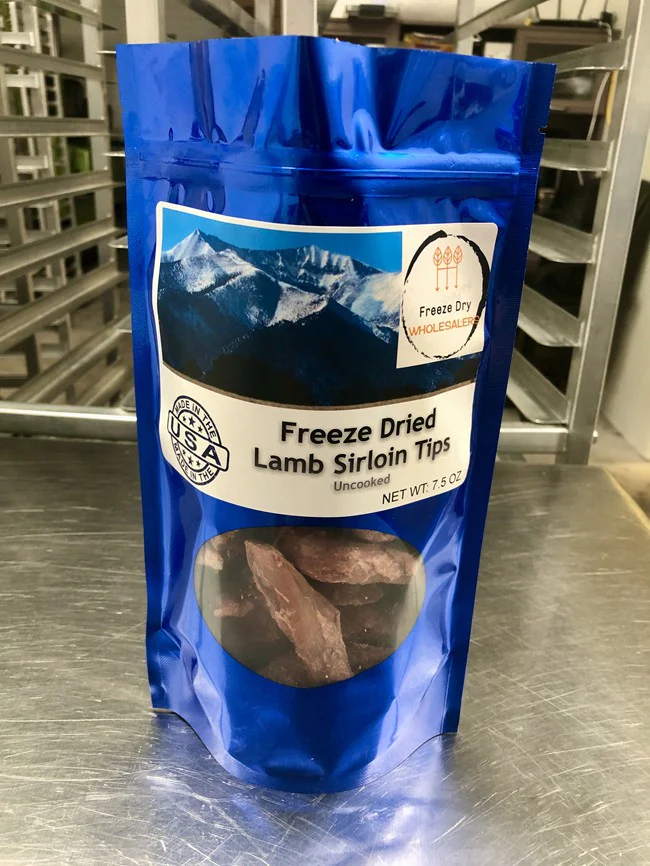 Freeze Dry
WHOLESALERS
MADE IN THE
USA
MADE IN THE
Freeze Dried
Lamb Sirloin Tips
Uncooked
NET WT: 7.5 OZ